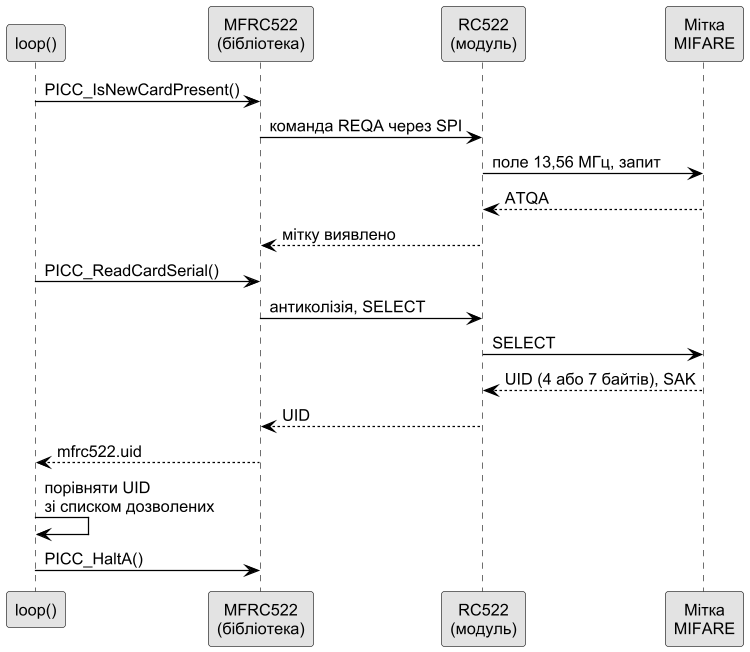 loop()
MFRC522
(бібліотека)
RC522
(модуль)
Мітка
MIFARE
PICC_IsNewCardPresent()
команда REQA через SPI
поле 13,56 МГц, запит
ATQA
мітку виявлено
PICC_ReadCardSerial()
антиколізія, SELECT
SELECT
UID (4 або 7 байтів), SAK
UID
mfrc522.uid
порівняти UID
зі списком дозволених
PICC_HaltA()
loop()
MFRC522
(бібліотека)
RC522
(модуль)
Мітка
MIFARE